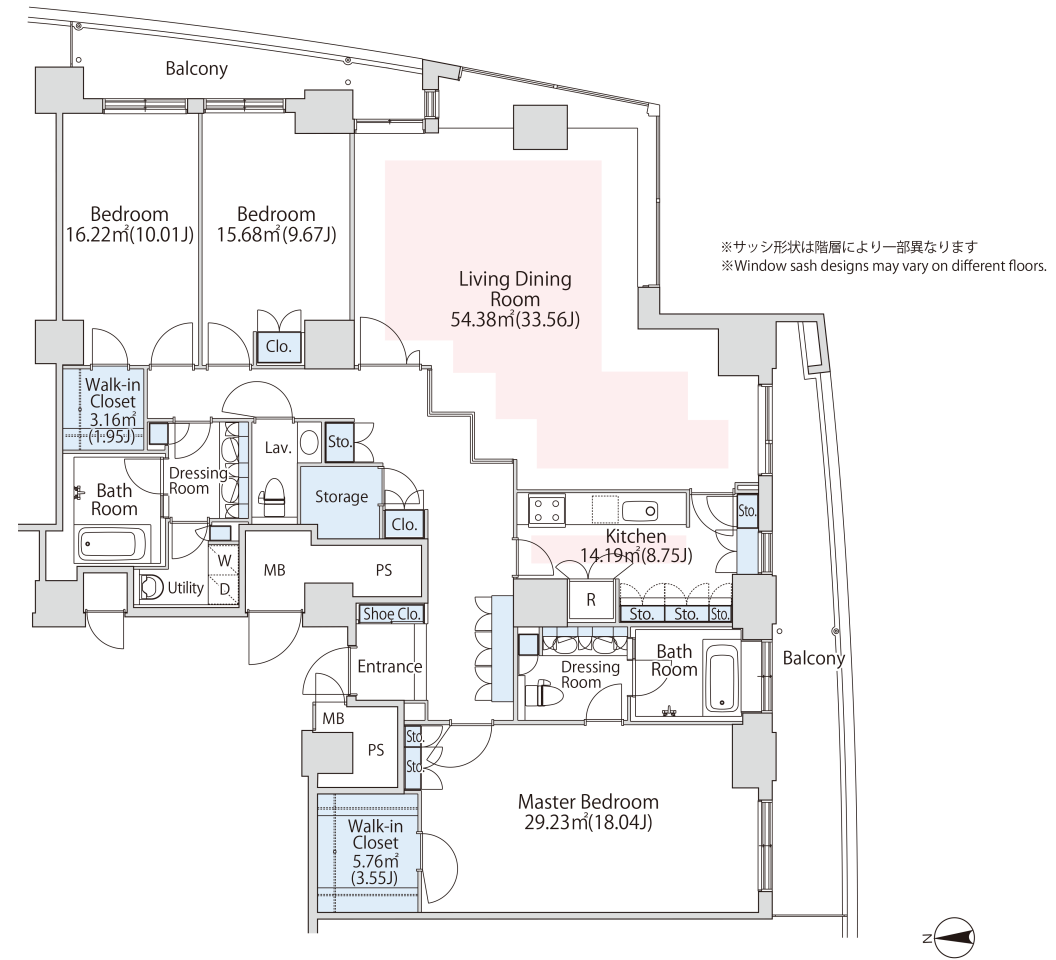 Balcony
Bedroom
16.22㎡(10.01J)
Bedroom
15.68㎡(9.67J)
Living Dining
Room
54.38㎡(33.56J)
※サッシ形状は階層により一部異なります
※Window sash designs may vary on different floors.
Clo.
Walk-in
Closet
3.16㎡
(1.95J)
Lav.
Sto.
Dressing
Room
Bath
Room
Storage
Clo.
Sto.
Kitchen
14.19㎡(8.75J)
W
D
Utility
MB
PS
R
Sto.
Sto.
Sto.
Shoe Clo.
Entrance
Dressing
Room
Bath
Room
Balcony
MB
PS
Sto.
Sto.
Master Bedroom
29.23㎡(18.04J)
Walk-in
Closet
5.76㎡
(3.55J)
N